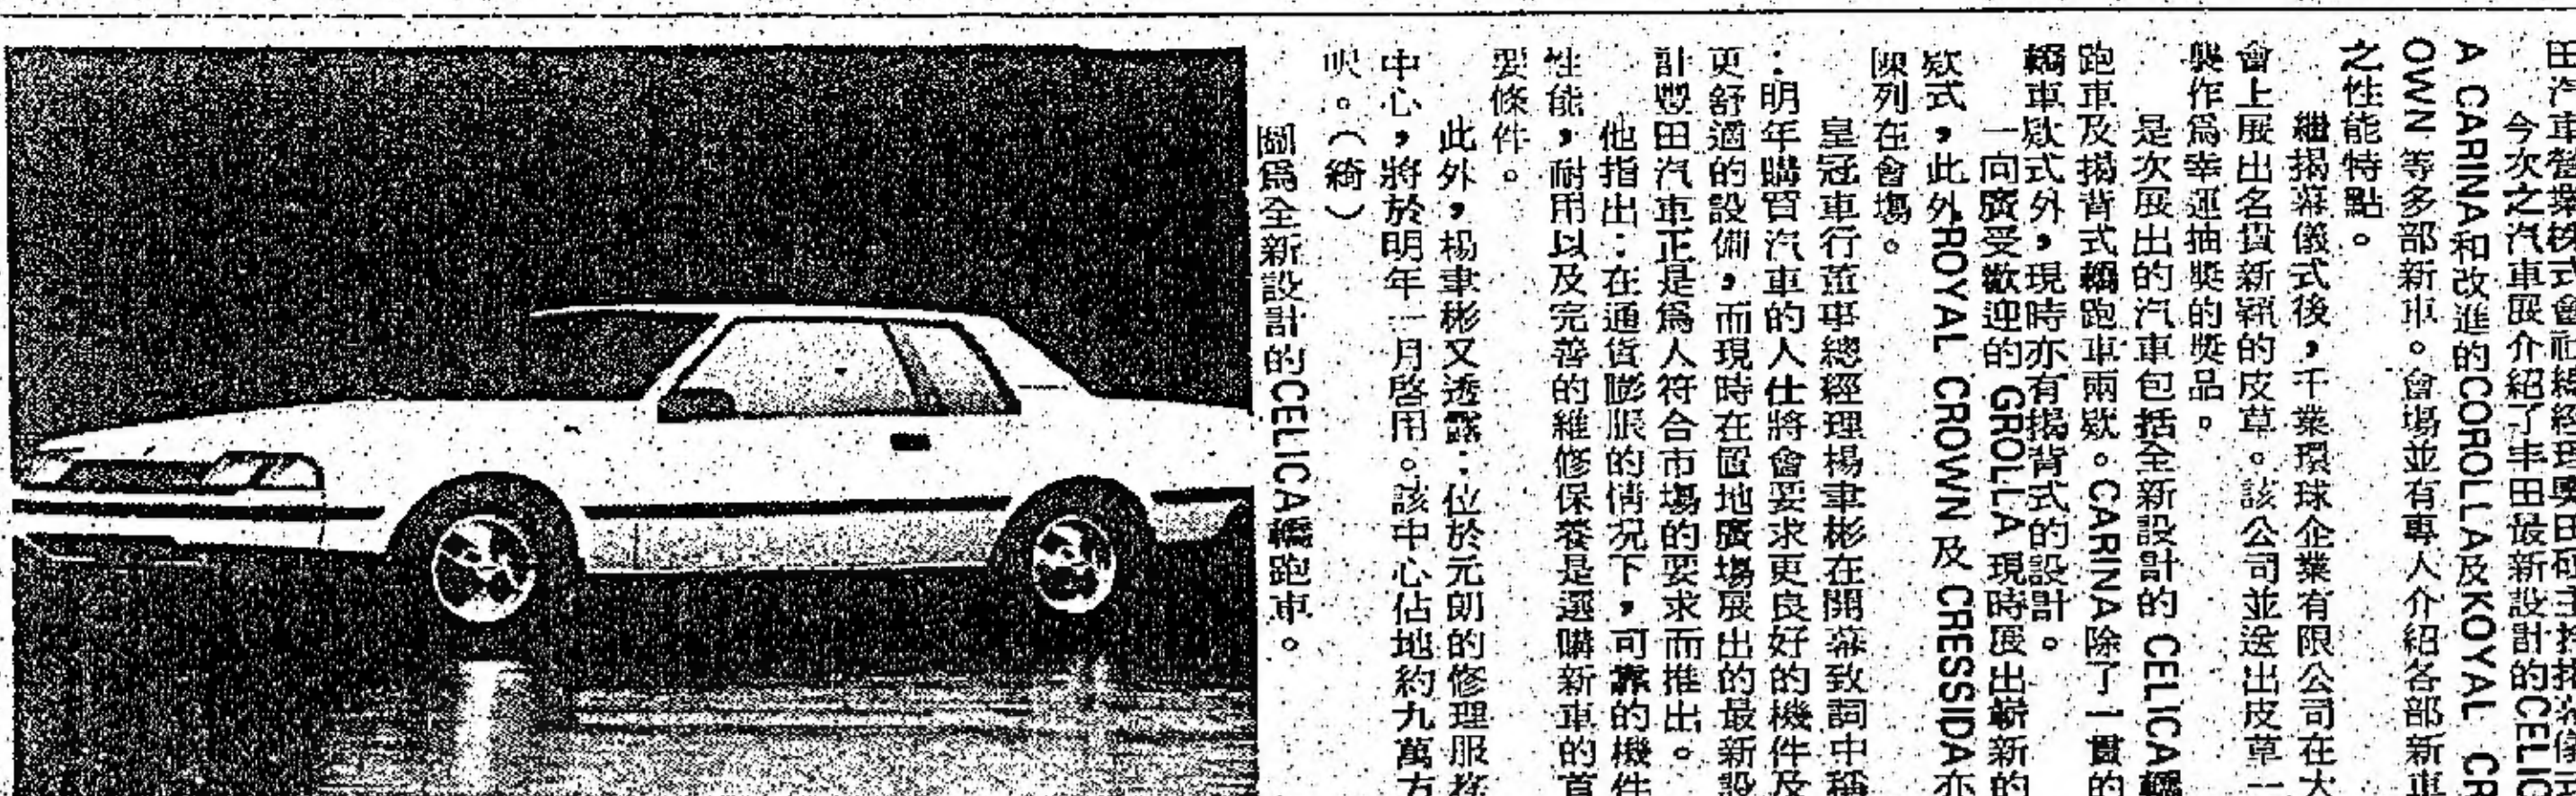 田汽車營業株式會社總經理
今次之汽車展介紹了丰田最新設計的CELIC
A CARINA和改進的COROLLA及KOYAL CR
OWN 等多部新車。會場並有專人介紹各部新車
之性能特點。
繼揭幕儀式後，千業環球企業有限公司在大
會上展出名貴新穎的皮草。該公司並送出皮草一
襲作為幸運抽獎的獎品。
是次展出的汽車包括全新設計的 CELICA轎
跑車及揭背式轎跑車兩款。CARINA 除了一貫的
轎車欵式外，現時亦有揭背式的設計。
一向廣受歡迎的 GROLLA 現時展出嶄新的
欵式，此外ROYAL CROWN 及 CRESSIDA 亦
陳列在會場。
皇冠車行董事總經理楊聿彬在開幕致詞中稱
：明年購買汽車的人仕將會要求更良好的機件及
更舒適的設備，而現時在置地廣場展出的最新設
計豐田汽車正是爲人符合市場的要求而推出。
他指出：在通貨膨脹的情況下，可靠的機件
性能，耐用以及完善的維修保養是選購新車的首
要條件。
此外，楊聿彬又透露：位於元朗的修理服務
中心，將於明年一月啓用。該中心佔地約九萬方
呎。（綺）
圖爲全新設計的CELICA轎跑車。